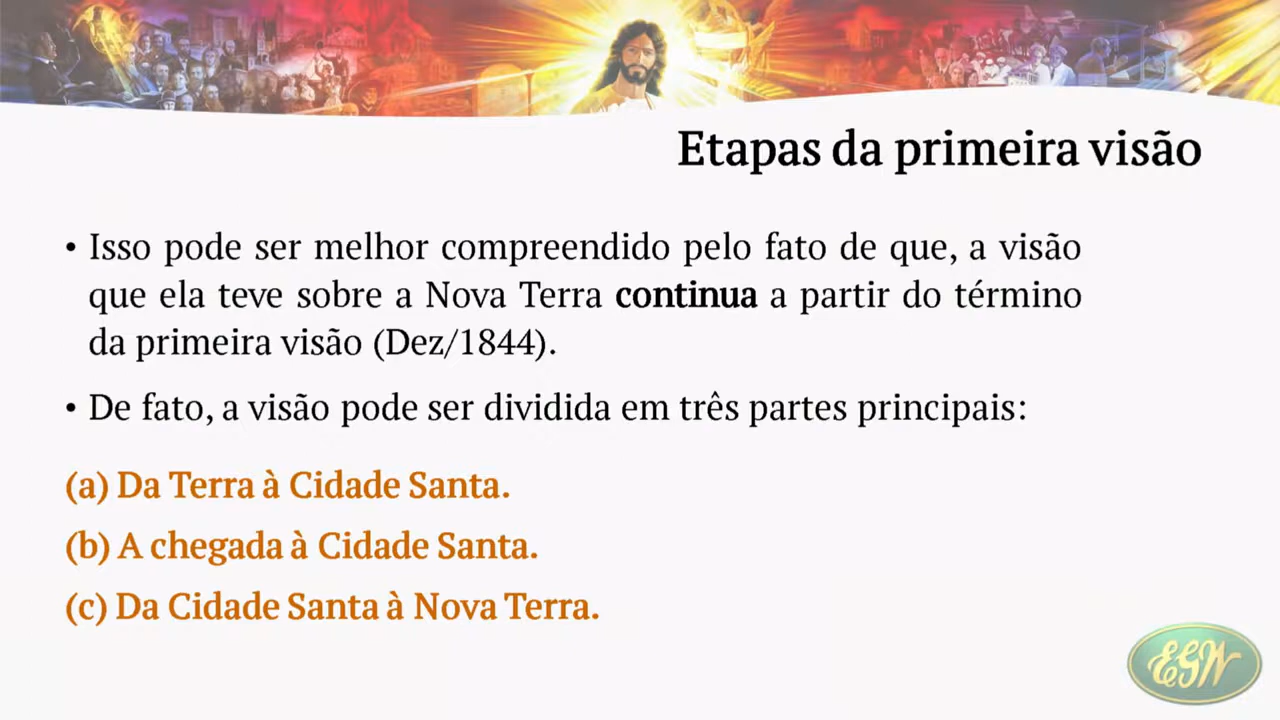 Etapas da primeira visão
• Isso pode ser melhor compreendido pelo fato de que, a visão
que ela teve sobre a Nova Terra continua a partir do término
da primeira visão (Dez/1844).
• De fato, a visão pode ser dividida em três partes principais:
(a) Da Terra à Cidade Santa.
(b) A chegada à Cidade Santa.
(c) Da Cidade Santa à Nova Terra.
EGW